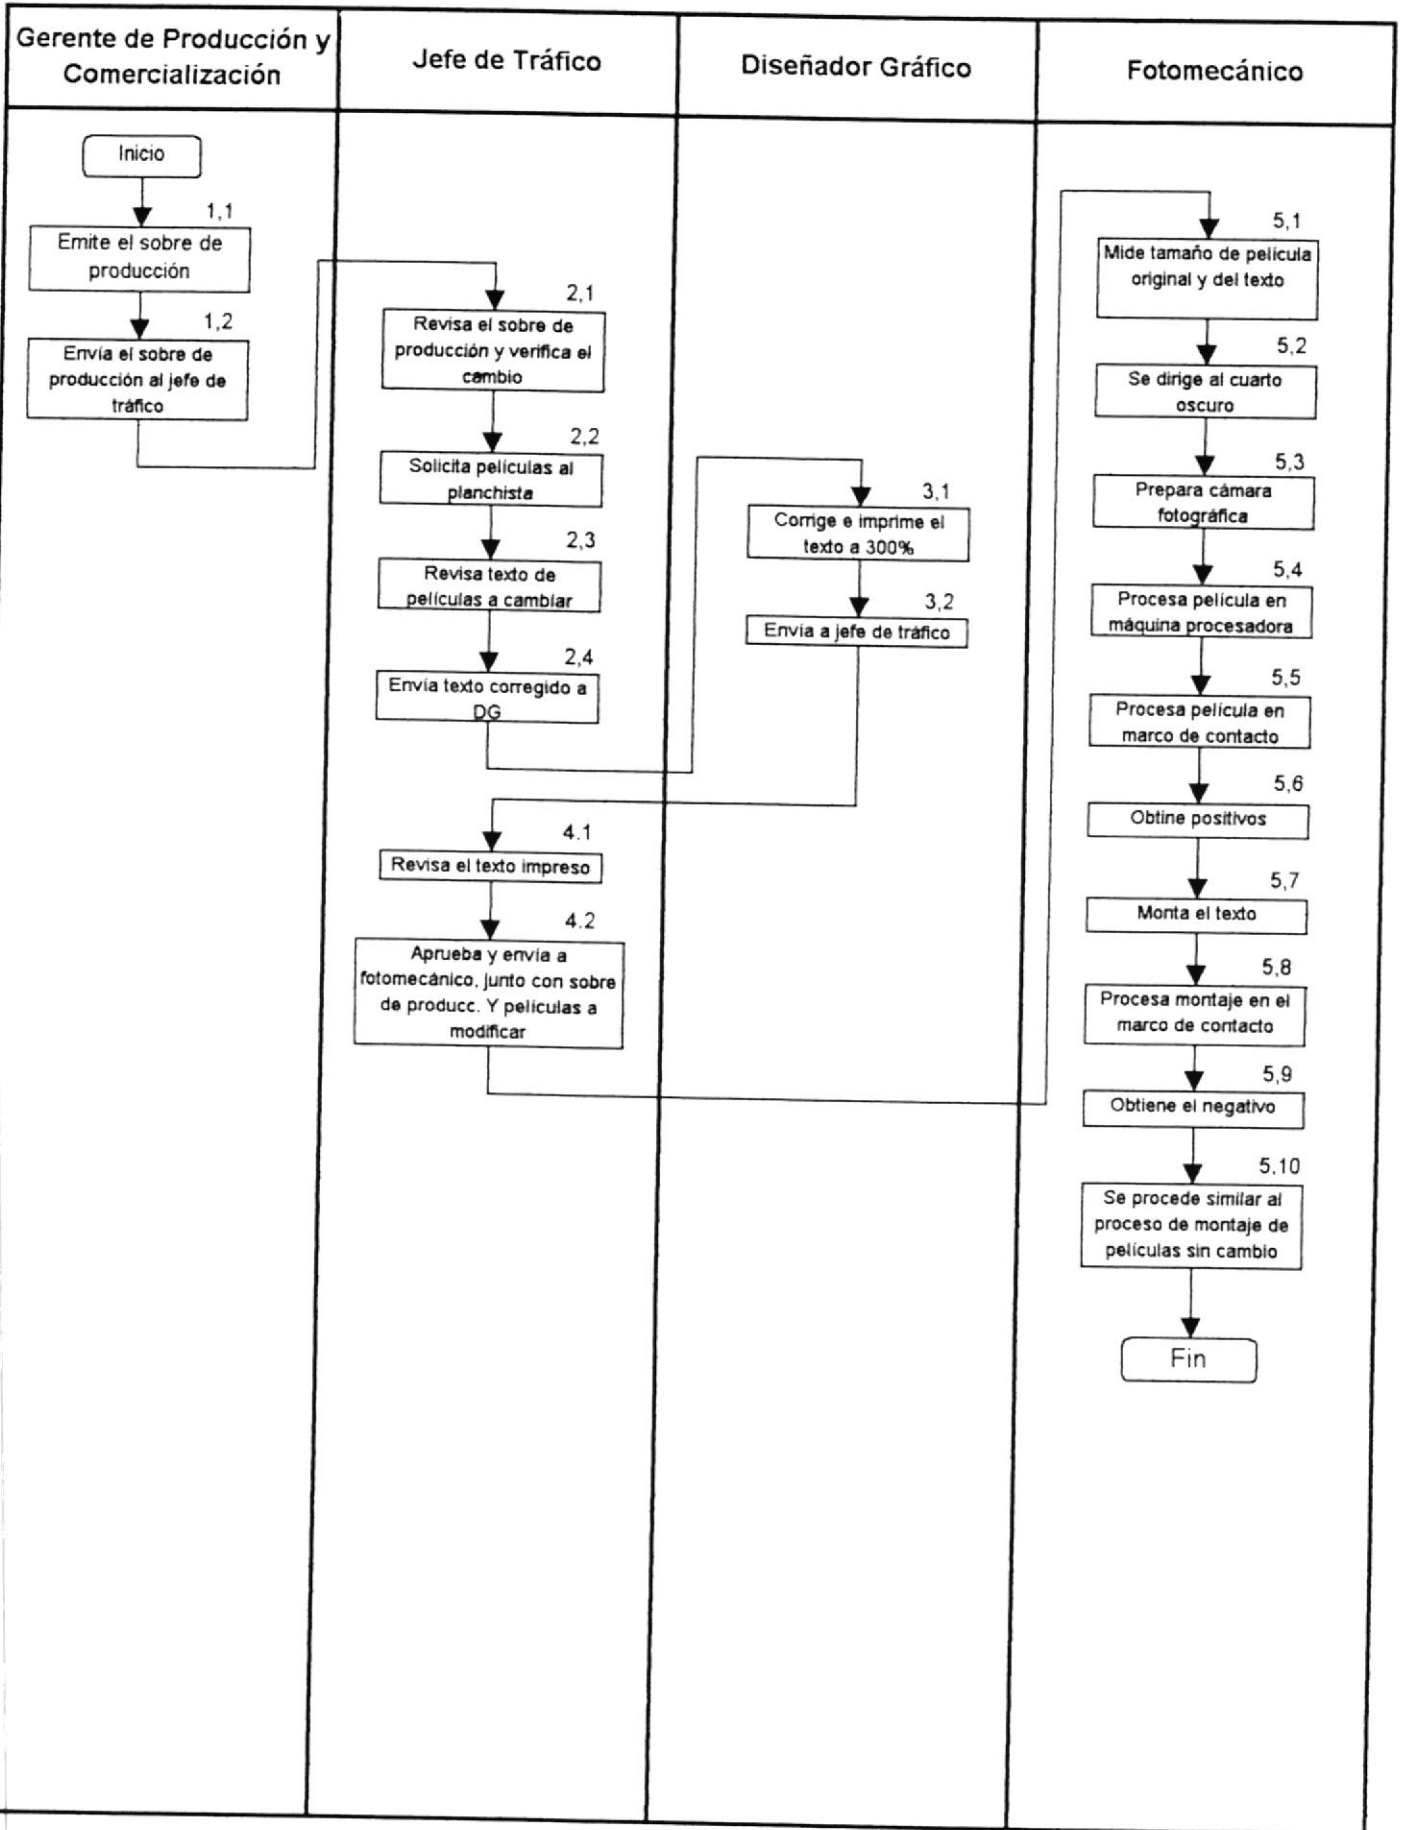 Gerente de Producción y
Comercialización
Jefe de Tráfico
Diseñador Gráfico
Fotomecánico
Inicio
1,1
Emite el sobre de
producción
1,2
Envía el sobre de
producción al jefe de
tráfico
2,1
Revisa el sobre de
producción y verifica el
cambio
2,2
Solicita películas al
planchista
2,3
Revisa texto de
películas a cambiar
2,4
Envía texto corregido a
DG
3,1
Corrige e imprime el
texto a 300%
3,2
Envía a jefe de tráfico
4.1
Revisa el texto impreso
4.2
Aprueba y envía a
fotomecánico, junto con sobre
de producc. Y películas a
modificar
5,1
Mide tamaño de película
original y del texto
5,2
Se dirige al cuarto
oscuro
5,3
Prepara cámara
fotográfica
5,4
Procesa película en
máquina procesadora
5,5
Procesa película en
marco de contacto
5,6
Obtine positivos
5,7
Monta el texto
5,8
Procesa montaje en el
marco de contacto
5,9
Obtiene el negativo
5,10
Se procede similar al
proceso de montaje de
películas sin cambio
Fin